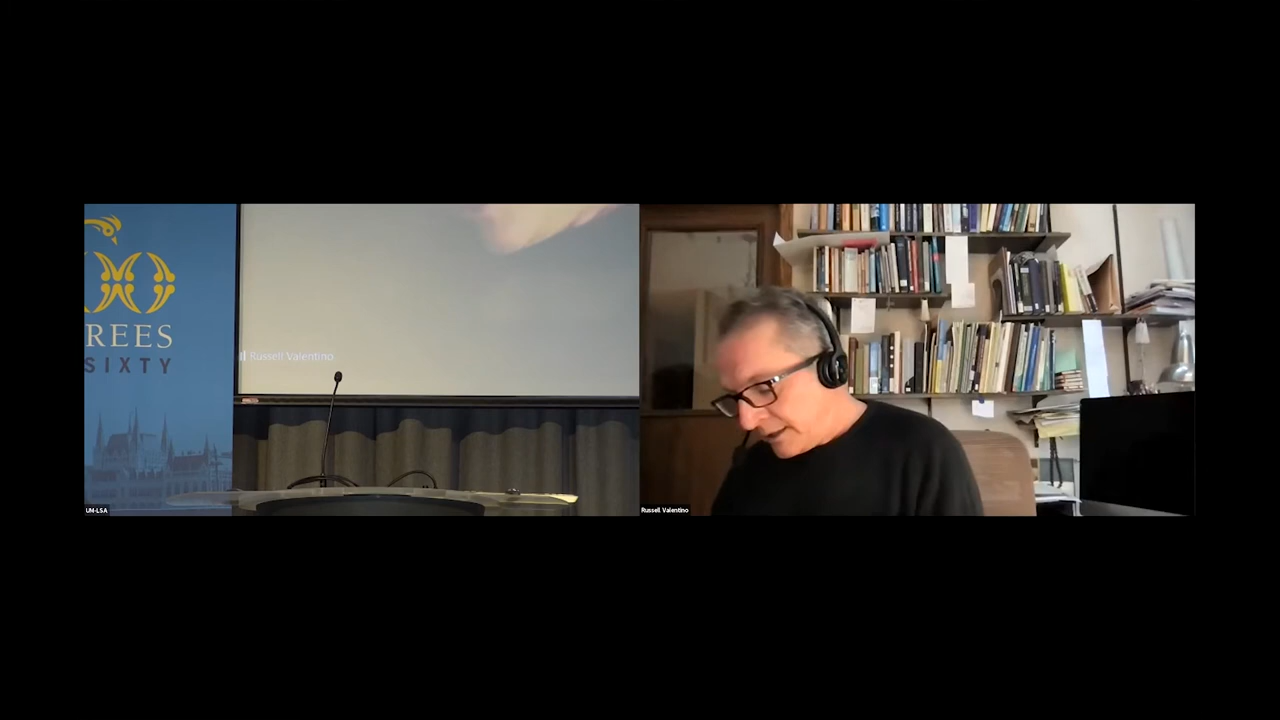 REES
SIXTY
Russell Valentino
UM-LSA
Russell Valentino